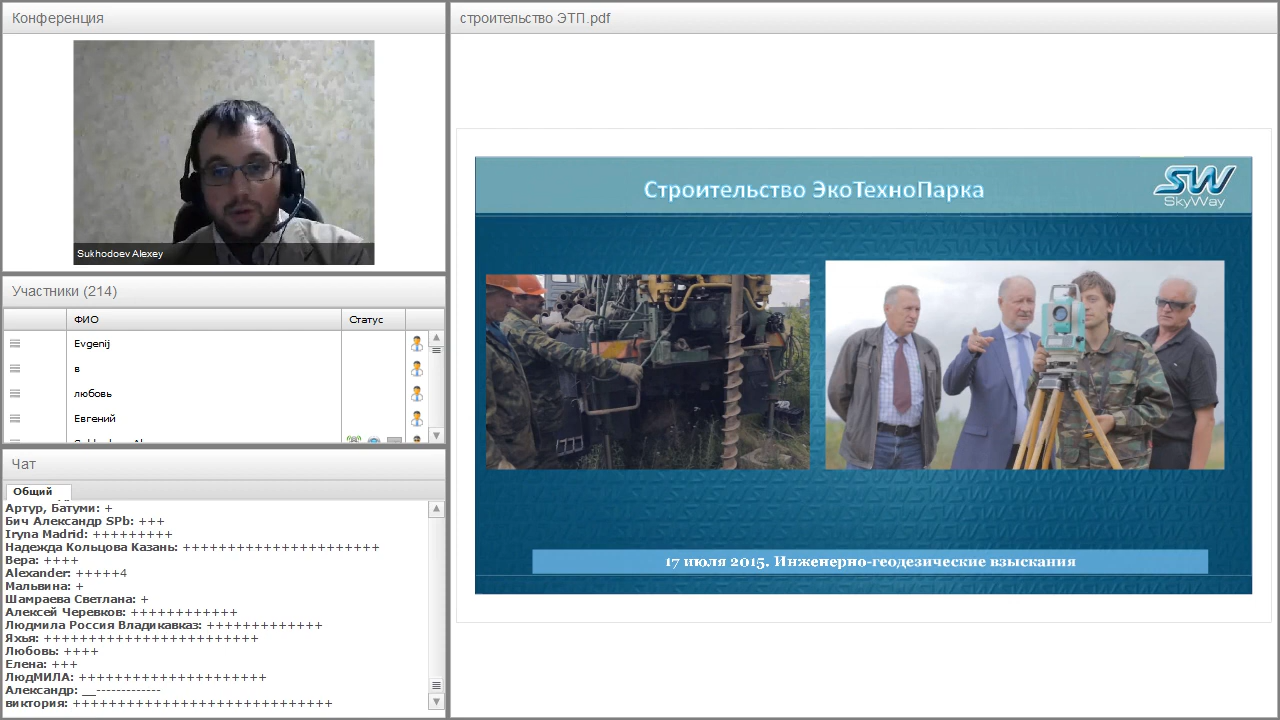 Конференция
Sukhodoev Alexey
Участники (214)
ФИО
Статус
Evgenij
в
любовь
Евгений
Чат
Общий
Артур, Батуми: +
Бич Александр SPb: +++
Iryna Madrid: +++++++++
Надежда Кольцова Казань: ++++++++++++++++++++++
Вера: ++++
Alexander: +++++4
Мальвина: +
Шамраева Светлана: +
Алексей Черевков: ++++++++++++
Людмила Россия Владикавказ: +++++++++++++
Яхья: ++++++++++++++++++++++++
Любовь: ++++
Елена: +++
ЛюдМИЛА: +++++++++++++++++++++
Александр: __-------------
виктория: +++++++++++++++++++++++++++++
строительство ЭТП.pdf
Строительство ЭкоТехноПарка
SW
SkyWay
17 июля 2015. Инженерно-геодезические взыскания